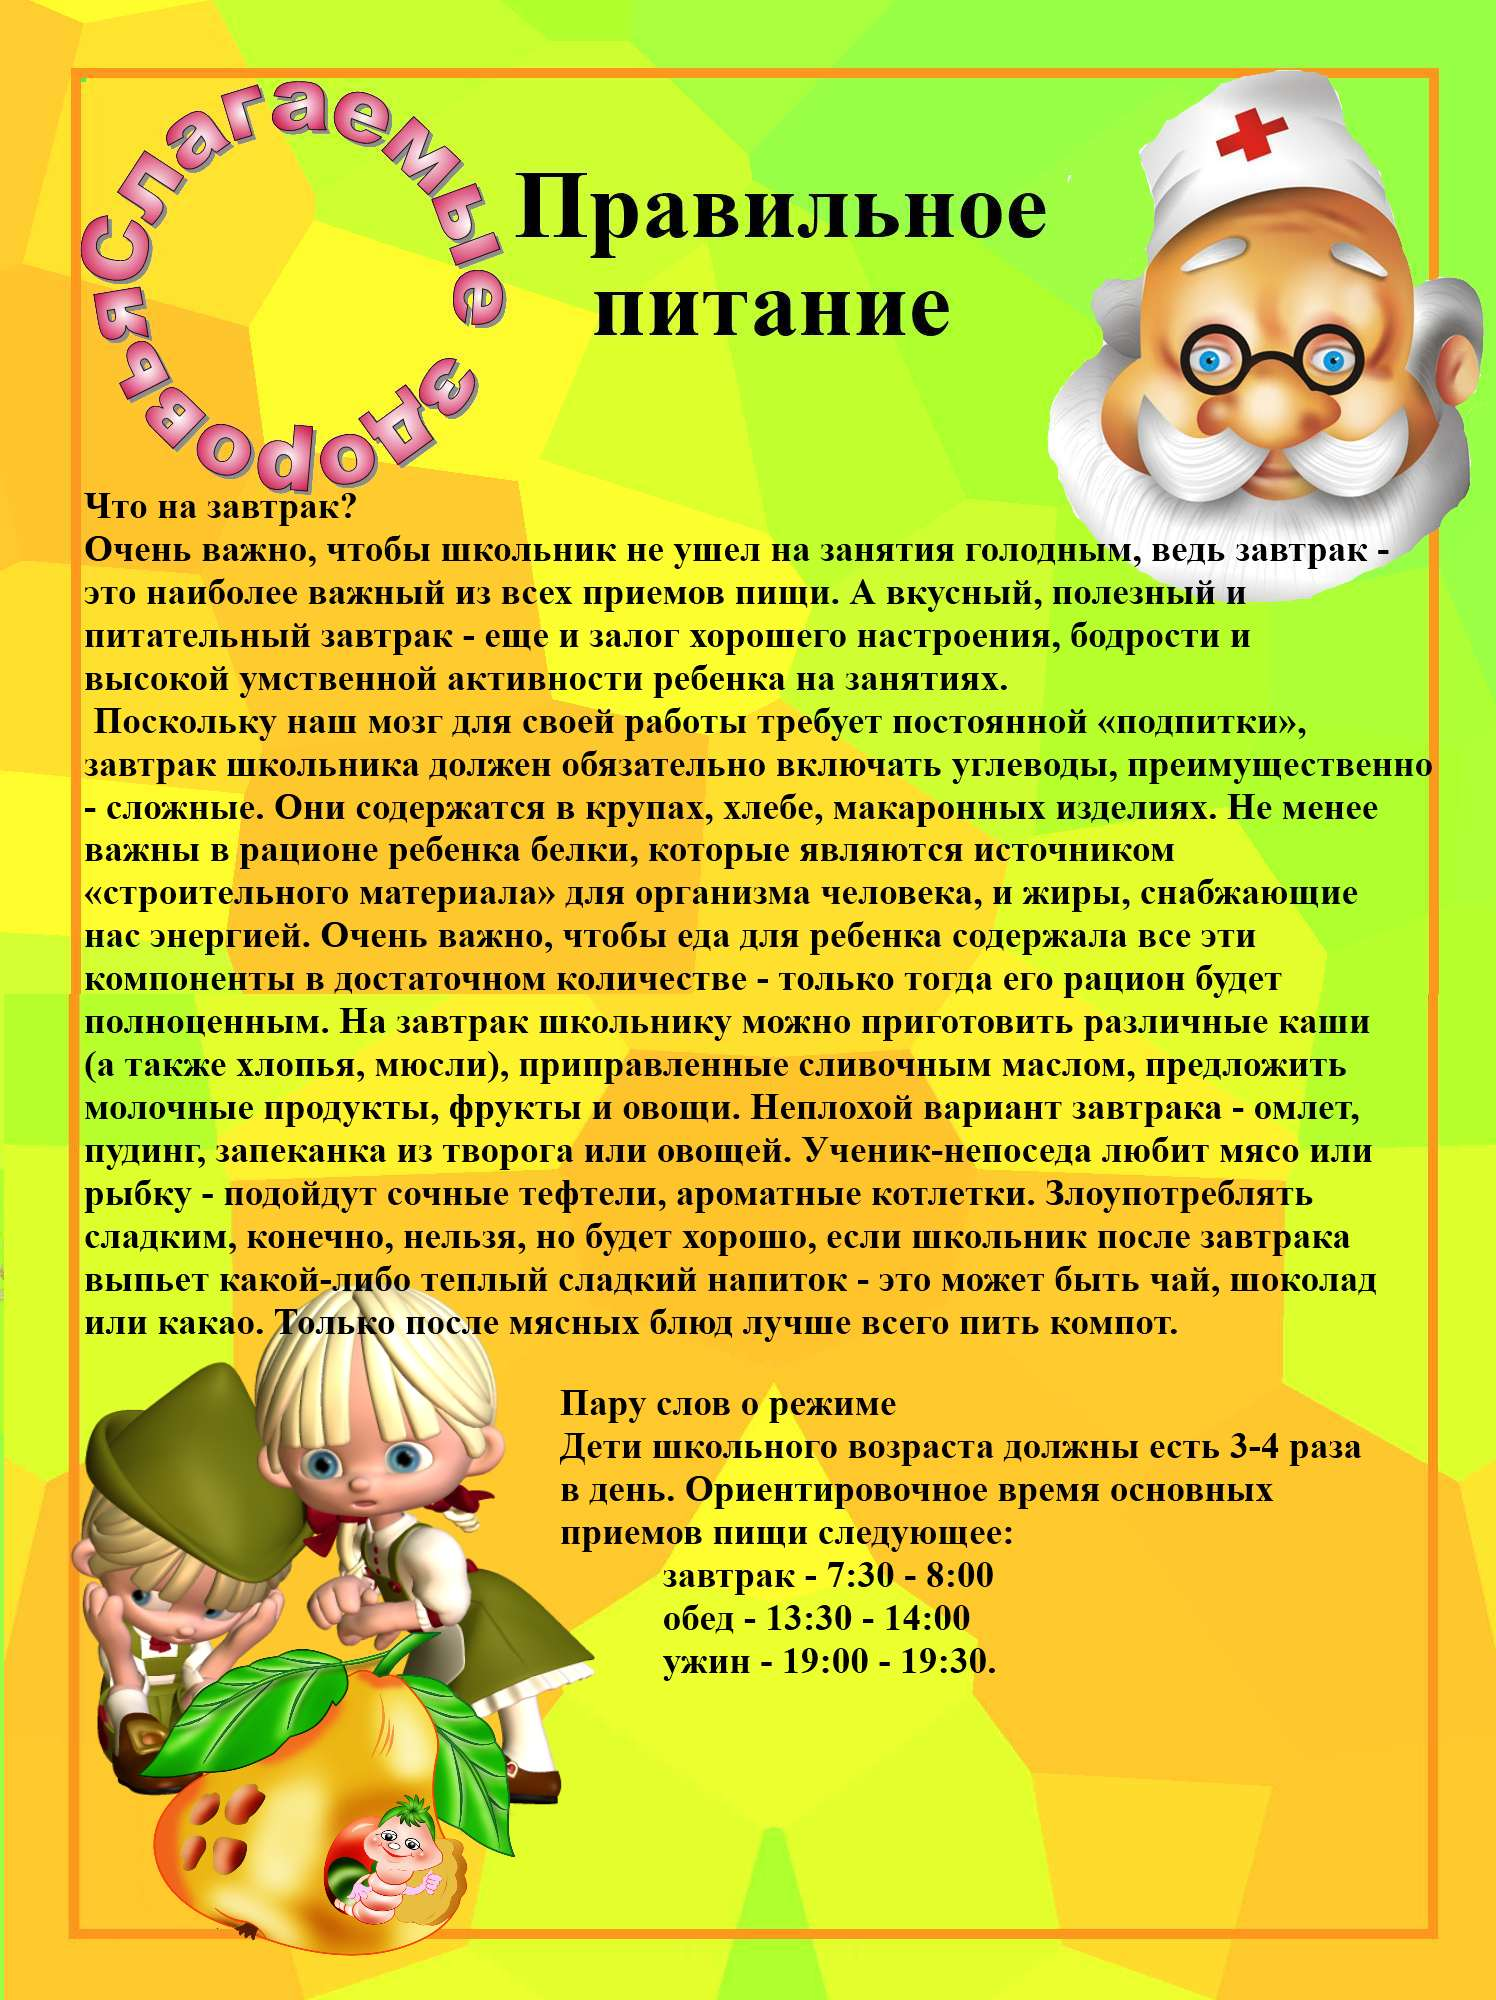 Слагаемые здоровья
Правильное
питание
Что на завтрак?
Очень важно, чтобы школьник не ушел на занятия голодным, ведь завтрак -
это наиболее важный из всех приемов пищи. А вкусный, полезный и
питательный завтрак - еще и залог хорошего настроения, бодрости и
высокой умственной активности ребенка на занятиях.
Поскольку наш мозг для своей работы требует постоянной «подпитки»,
завтрак школьника должен обязательно включать углеводы, преимущественно
- сложные. Они содержатся в крупах, хлебе, макаронных изделиях. Не менее
важны в рационе ребенка белки, которые являются источником
«строительного материала» для организма человека, и жиры, снабжающие
нас энергией. Очень важно, чтобы еда для ребенка содержала все эти
компоненты в достаточном количестве - только тогда его рацион будет
полноценным. На завтрак школьнику можно приготовить различные каши
(а также хлопья, мюсли), приправленные сливочным маслом, предложить
молочные продукты, фрукты и овощи. Неплохой вариант завтрака - омлет,
пудинг, запеканка из творога или овощей. Ученик-непоседа любит мясо или
рыбку - подойдут сочные тефтели, ароматные котлетки. Злоупотреблять
сладким, конечно, нельзя, но будет хорошо, если школьник после завтрака
выпьет какой-либо теплый сладкий напиток - это может быть чай, шоколад
или какао. Только после мясных блюд лучше всего пить компот.
Пару слов о режиме
Дети школьного возраста должны есть 3-4 раза
в день. Ориентировочное время основных
приемов пищи следующее:
завтрак - 7:30 - 8:00
обед - 13:30 - 14:00
ужин - 19:00 - 19:30.